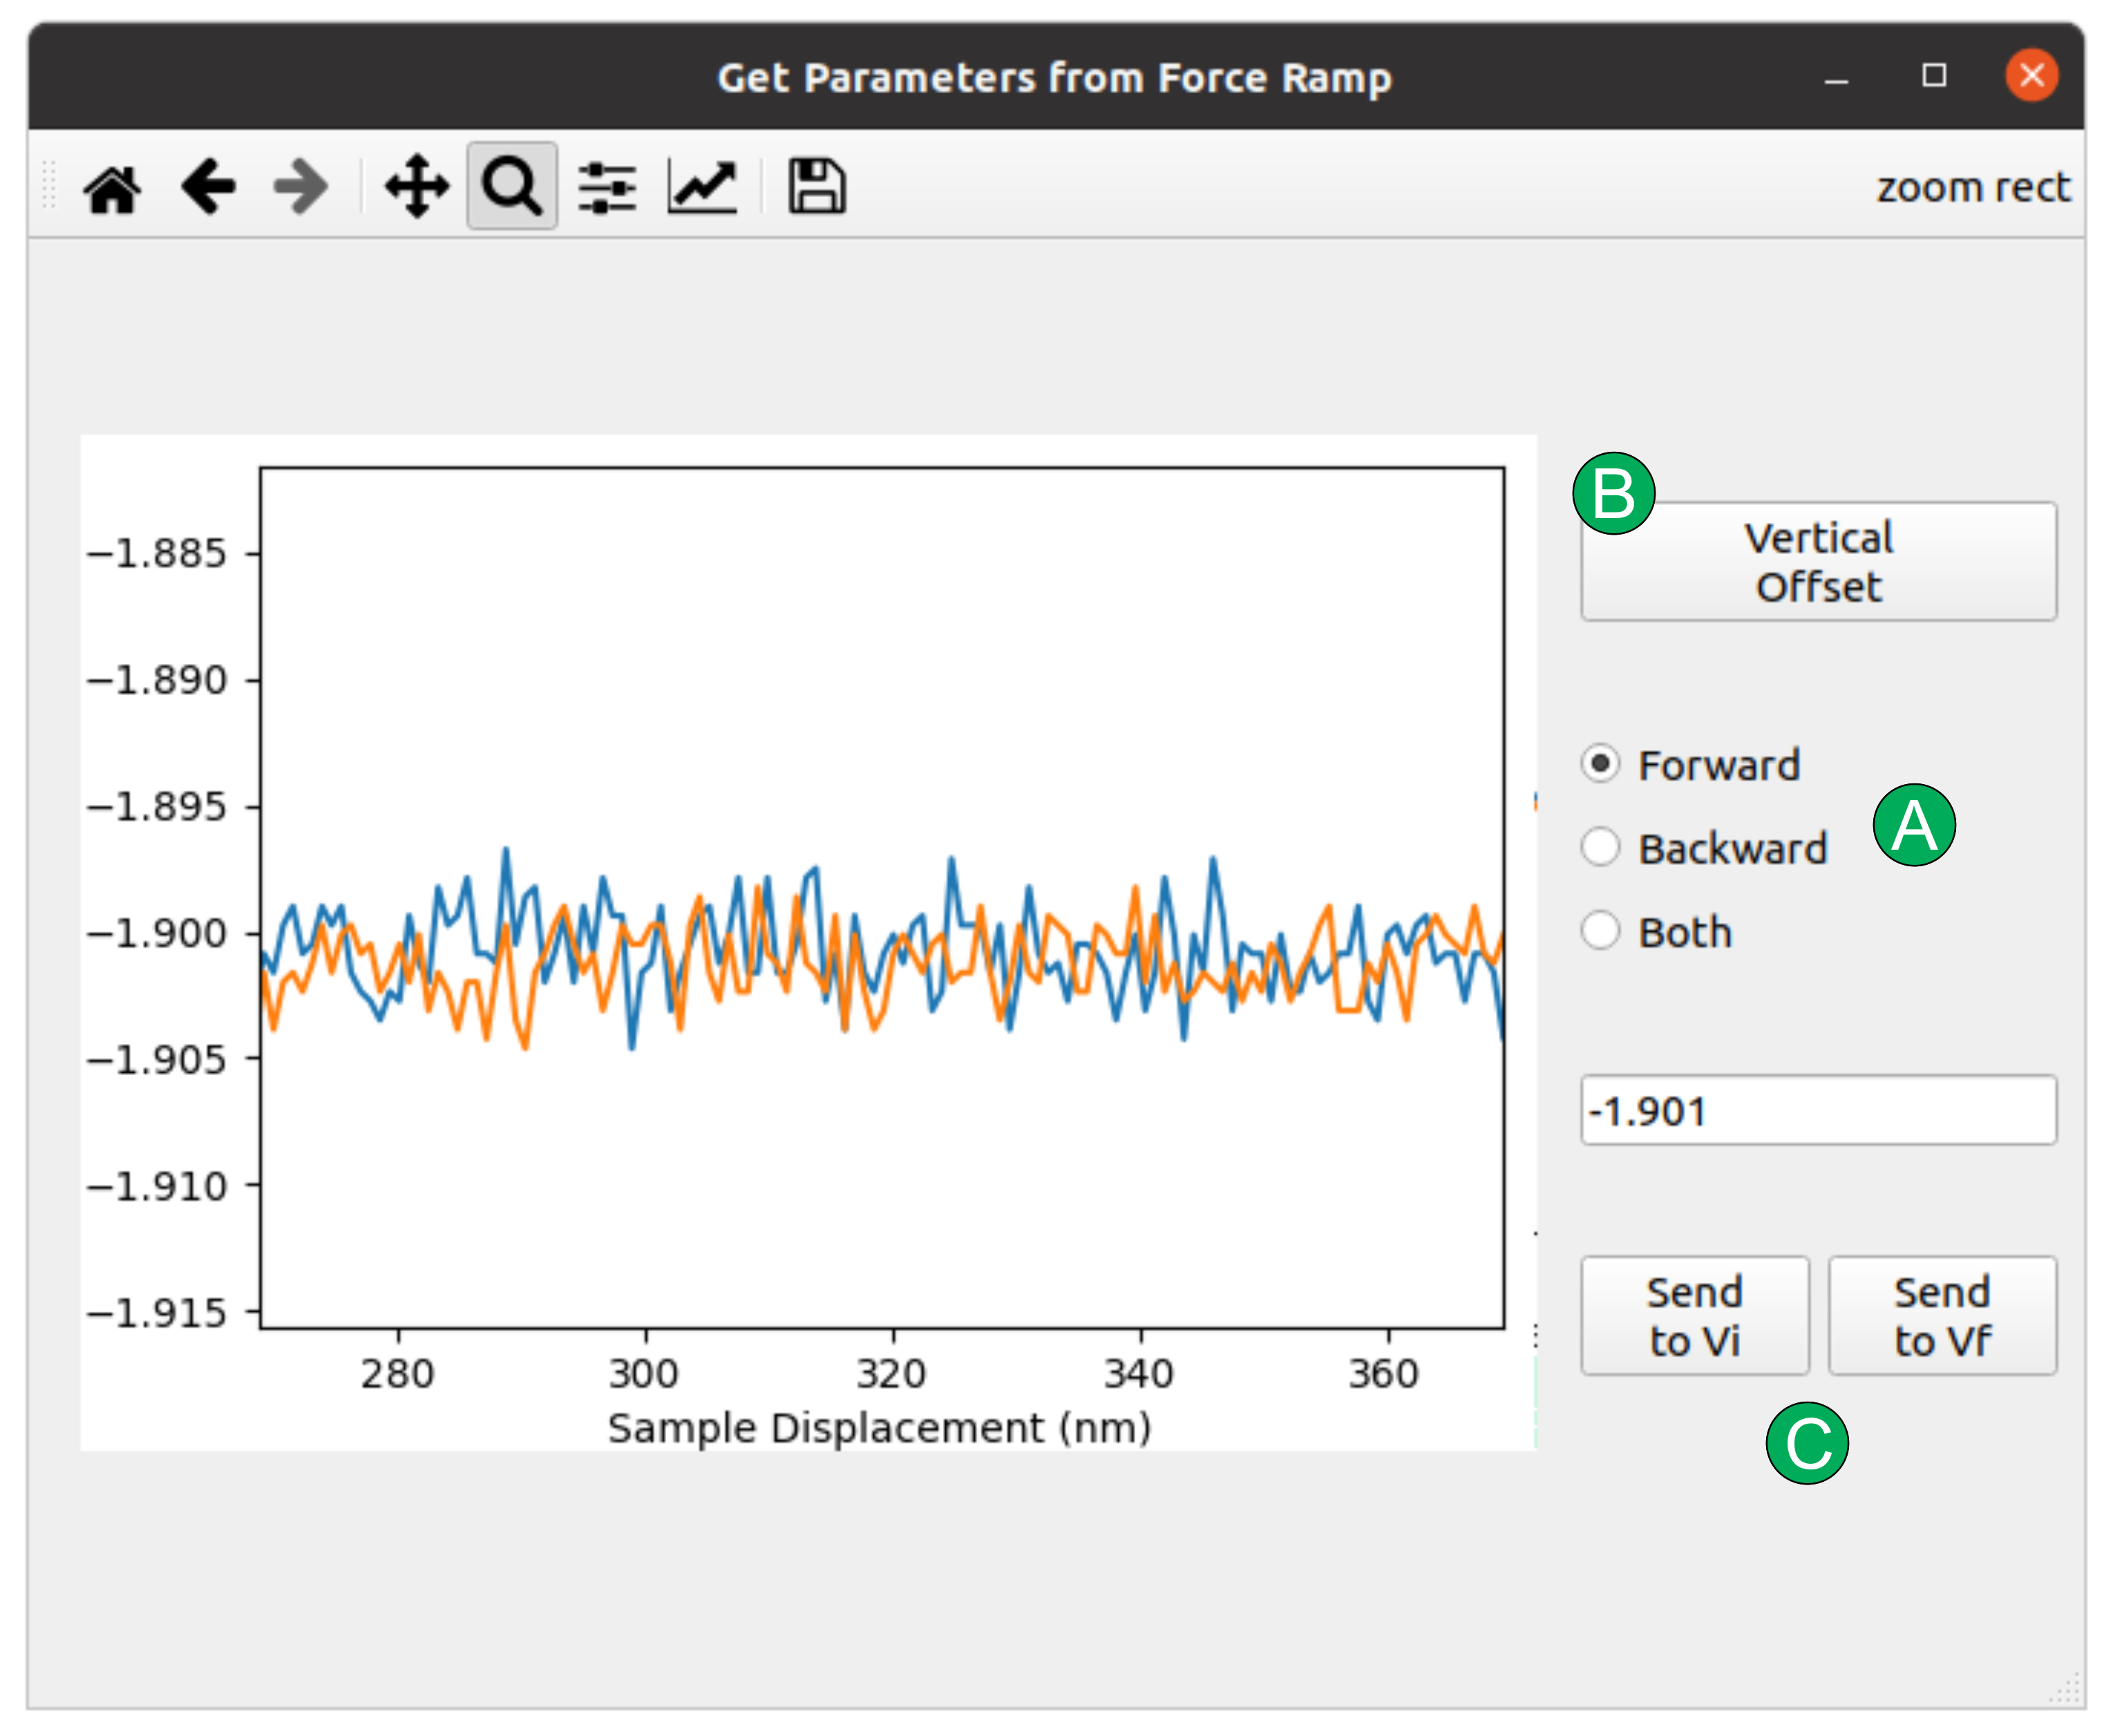 Get Parameters from Force Ramp
zoom rect
−1.885
−1.890
−1.895
−1.900
−1.905
−1.910
−1.915
280 300 320 340 360
Sample Displacement (nm)
B
Vertical
Offset
Forward
Backward
Both
A
-1.901
Send
to Vi
Send
to Vf
C